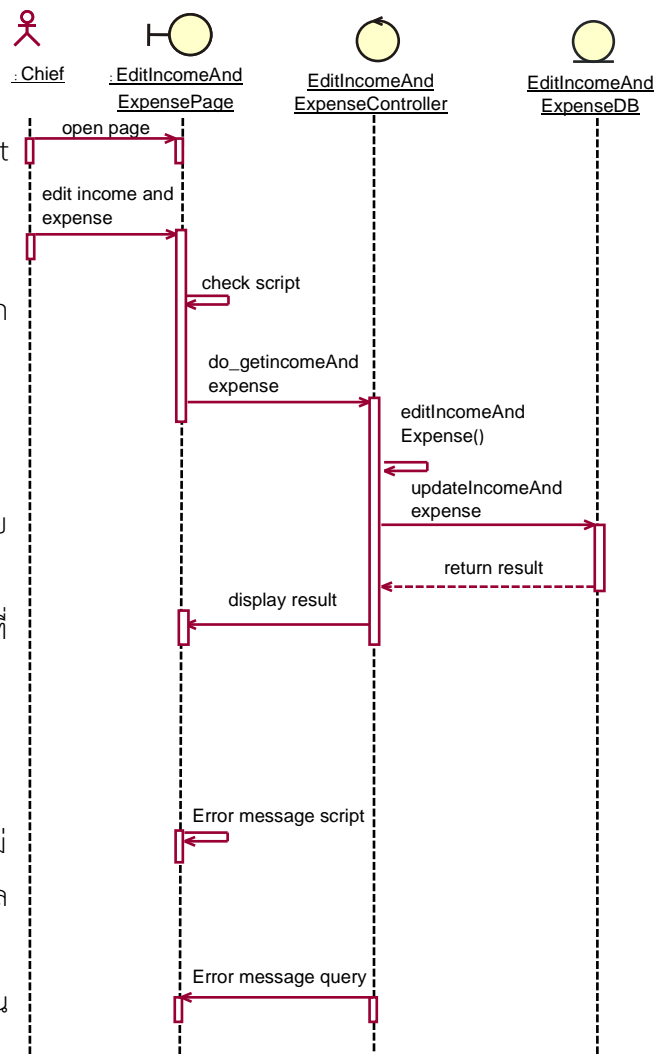 : Chief
: EditIncomeAnd
ExpensePage
EditIncomeAnd
ExpenseController
EditIncomeAnd
ExpenseDB
open page
t
edit income and
expense
check script
do_getincomeAnd
expense
editIncomeAnd
Expense()
updateIncomeAnd
expense
return result
display result
Error message script
Error message query